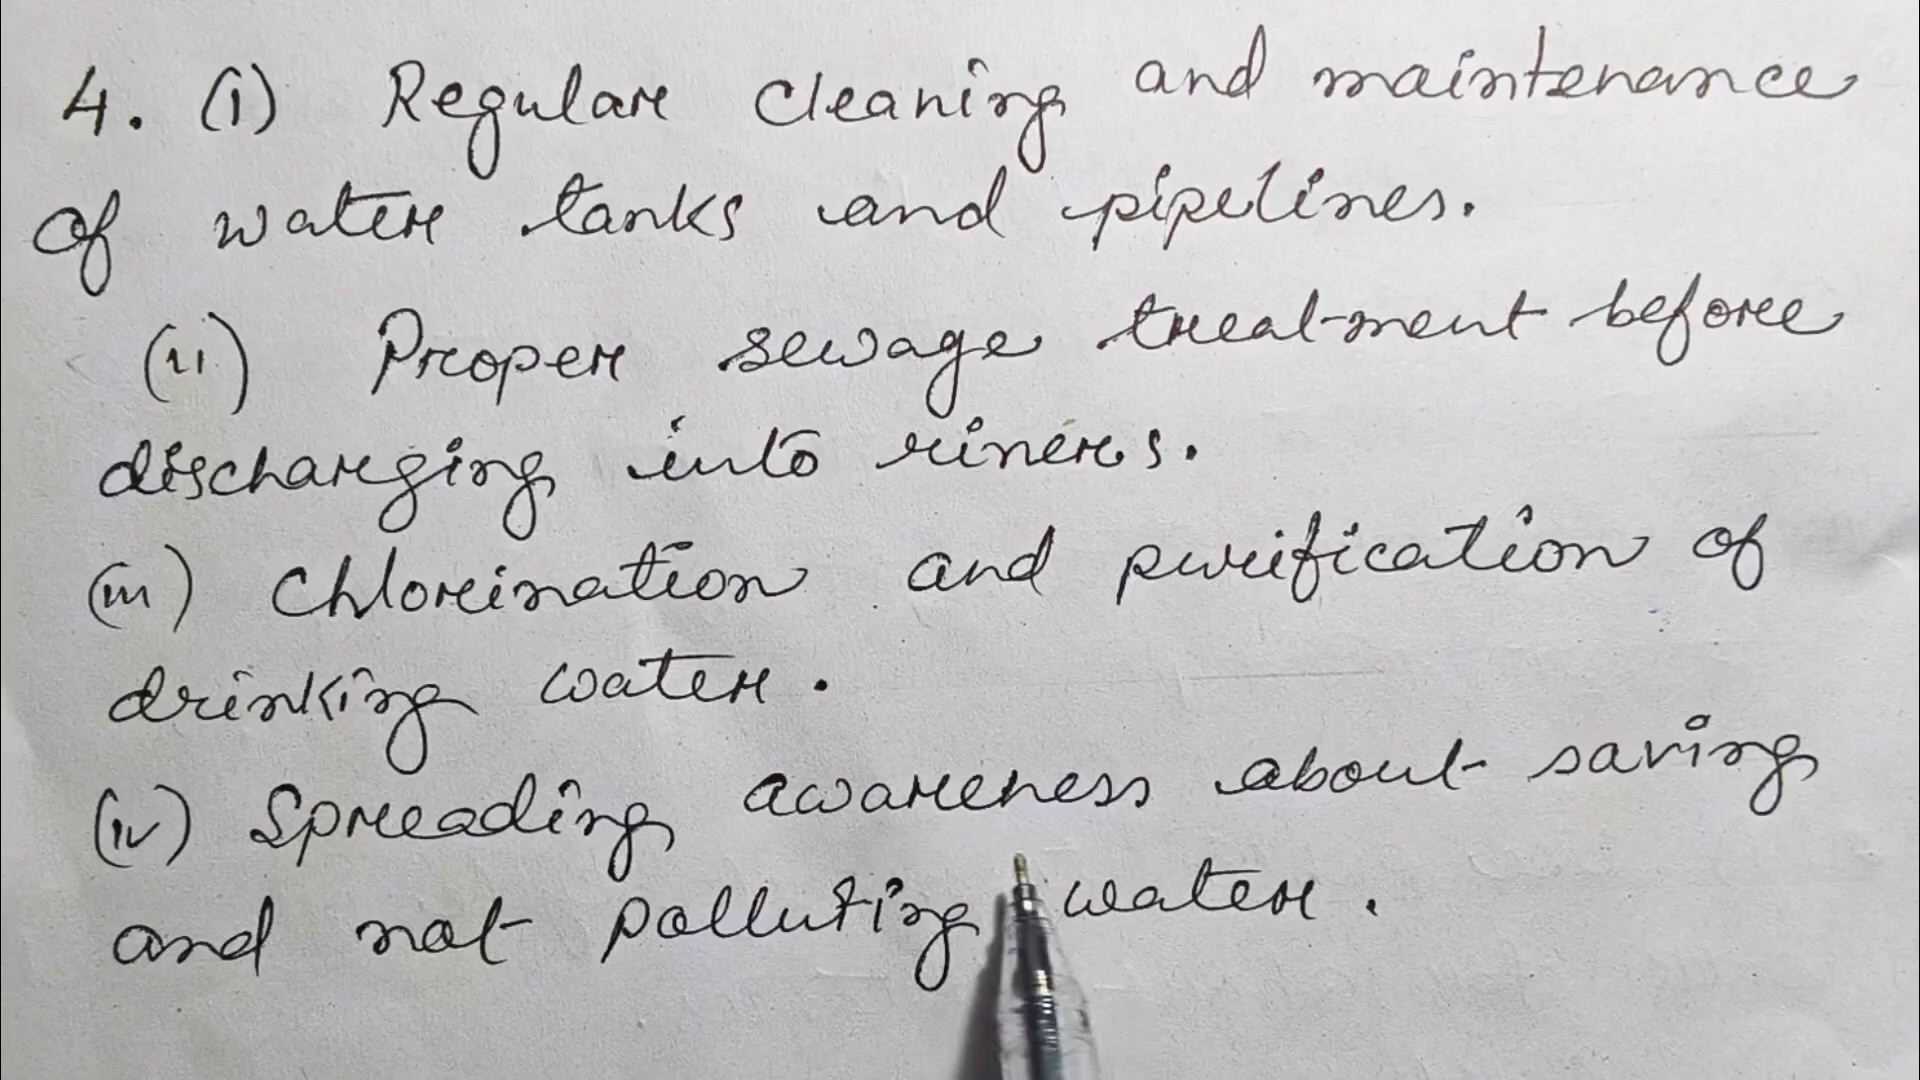 4. (i) Regular cleaning and maintenance
of water tanks and pipelines.
(ii) Proper sewage treatment before
discharging into rivers.
(iii) Chlorination and purification of
drinking water.
(iv) Spreading awareness about saving
and not polluting water.